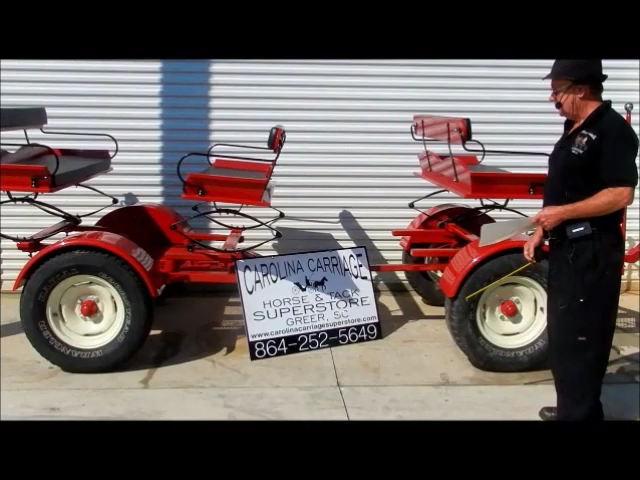 CAROLINA CARRIAGE
HORSE & TACK
SUPERSTORE
GREER, SC
www.carolinacarriagesuperstore.com
864-252-5649